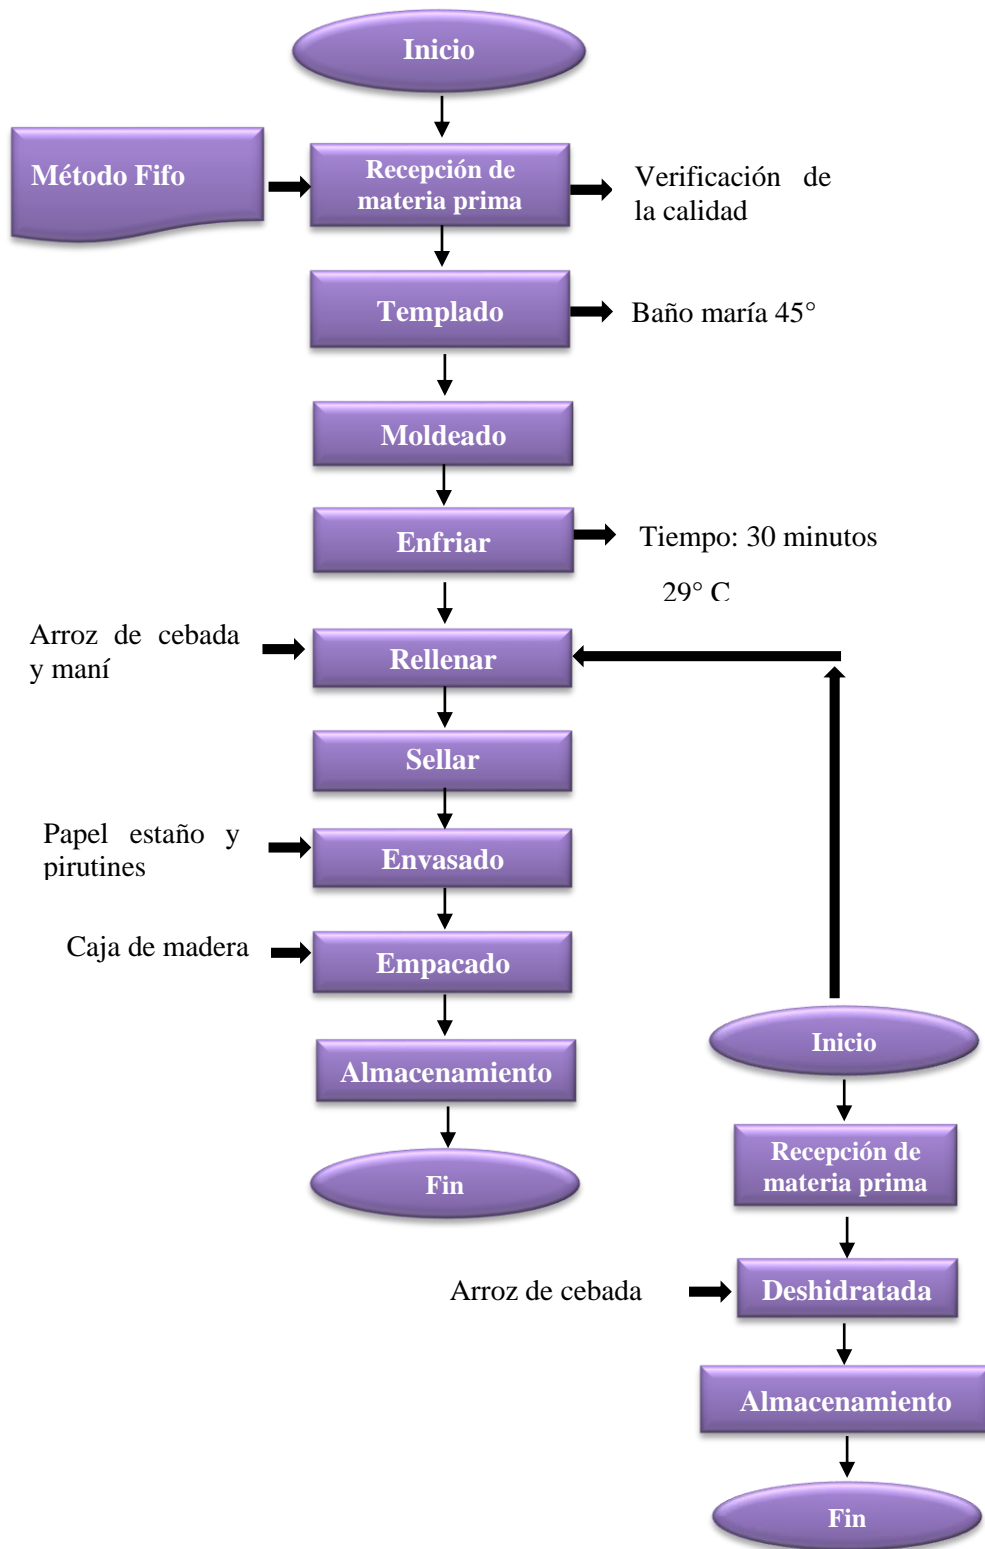 Inicio
Método Fifo
Recepción de
materia prima
Verificación de
la calidad
Templado
Baño maría 45°
Moldeado
Enfriar
Tiempo: 30 minutos
29° C
Arroz de cebada
y maní
Rellenar
Sellar
Papel estaño y
pirutines
Envasado
Caja de madera
Empacado
Almacenamiento
Fin
Inicio
Recepción de
materia prima
Arroz de cebada
Deshidratada
Almacenamiento
Fin